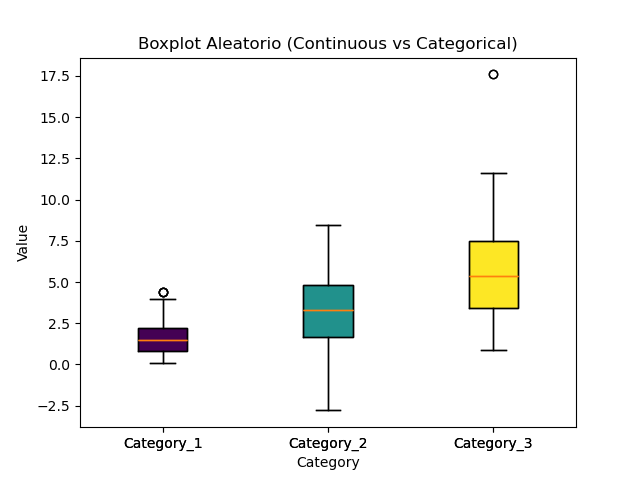 Boxplot Aleatorio (Continuous vs Categorical)
17.5
15.0
12.5
10.0
7.5
5.0
2.5
0.0
−2.5
Value
Category_1 Category_2 Category_3
Category